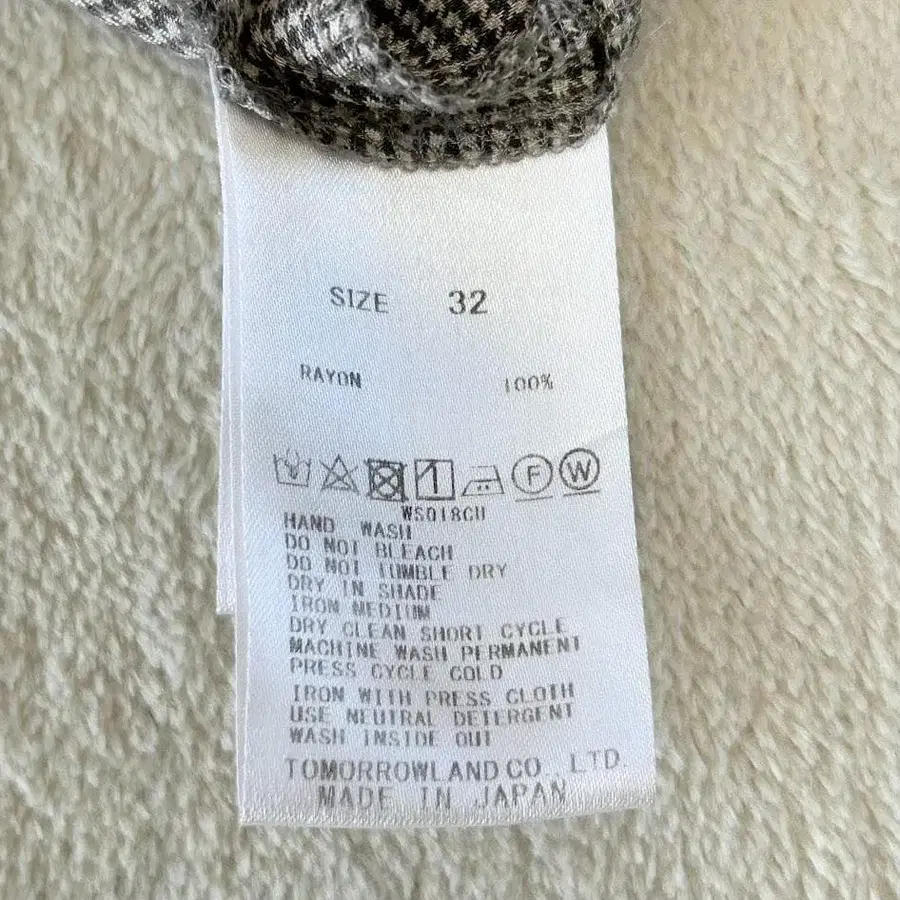 SIZE 32
RAYON 100%
1 F W
WS018CU
HAND WASH
DO NOT BLEACH
DO NOT TUMBLE DRY
DRY IN SHADE
IRON MEDIUM
DRY CLEAN SHORT CYCLE
MACHINE WASH PERMANENT
PRESS CYCLE COLD
IRON WITH PRESS CLOTH
USE NEUTRAL DETERGENT
WASH INSIDE OUT
TOMORROWLAND CO., LTD.
MADE IN JAPAN